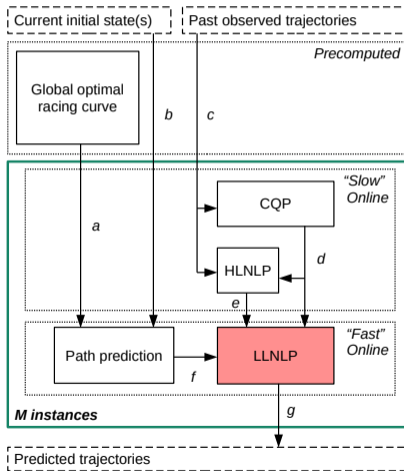 Current initial state(s)
Past observed trajectories
Precomputed
Global optimal
racing curve
b
c
a
“Slow”
Online
CQP
d
HLNLP
e
“Fast”
Online
Path prediction
LLNLP
f
g
M instances
Predicted trajectories